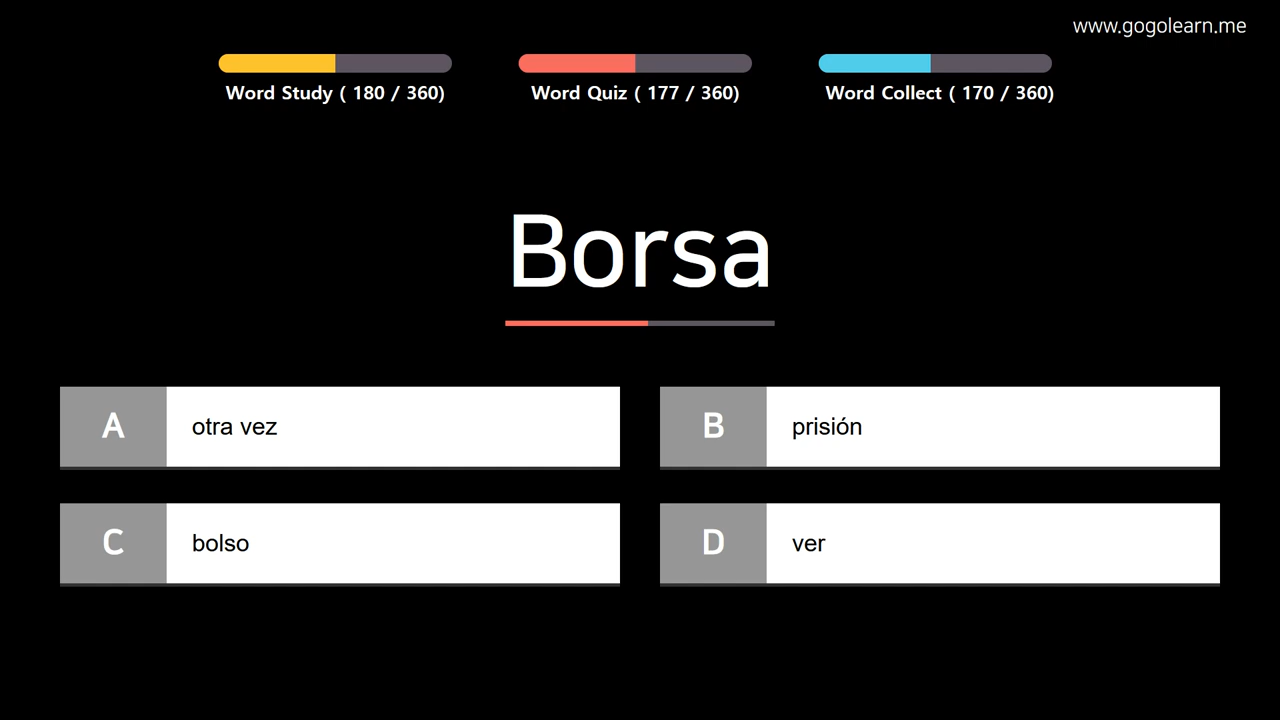 www.gogolearn.me
Word Study ( 180 / 360)
Word Quiz ( 177 / 360)
Word Collect ( 170 / 360)
Borsa
A
otra vez
B
prisión
C
bolso
D
ver